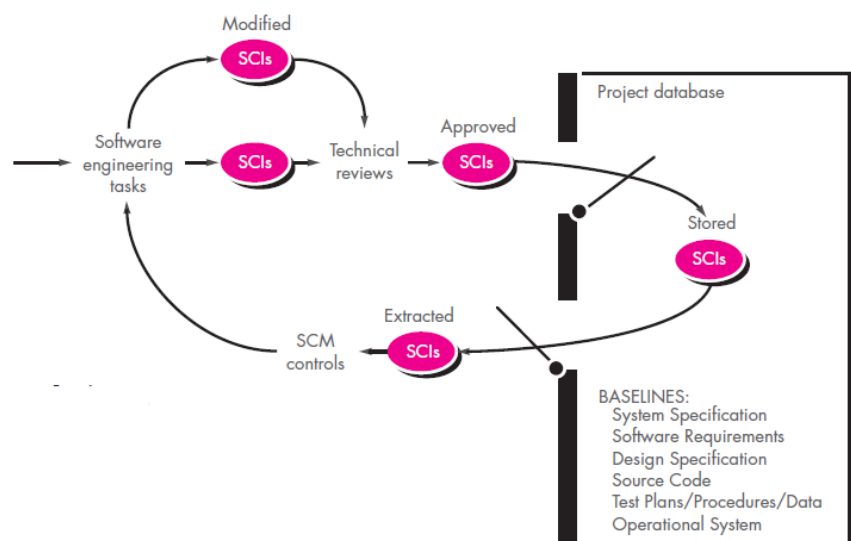 Modified
SCIs
Project database
Software
engineering
tasks
SCIs
Technical
reviews
Approved
SCIs
Stored
SCIs
Extracted
SCIs
SCM
controls
BASELINES:
System Specification
Software Requirements
Design Specification
Source Code
Test Plans/Procedures/Data
Operational System